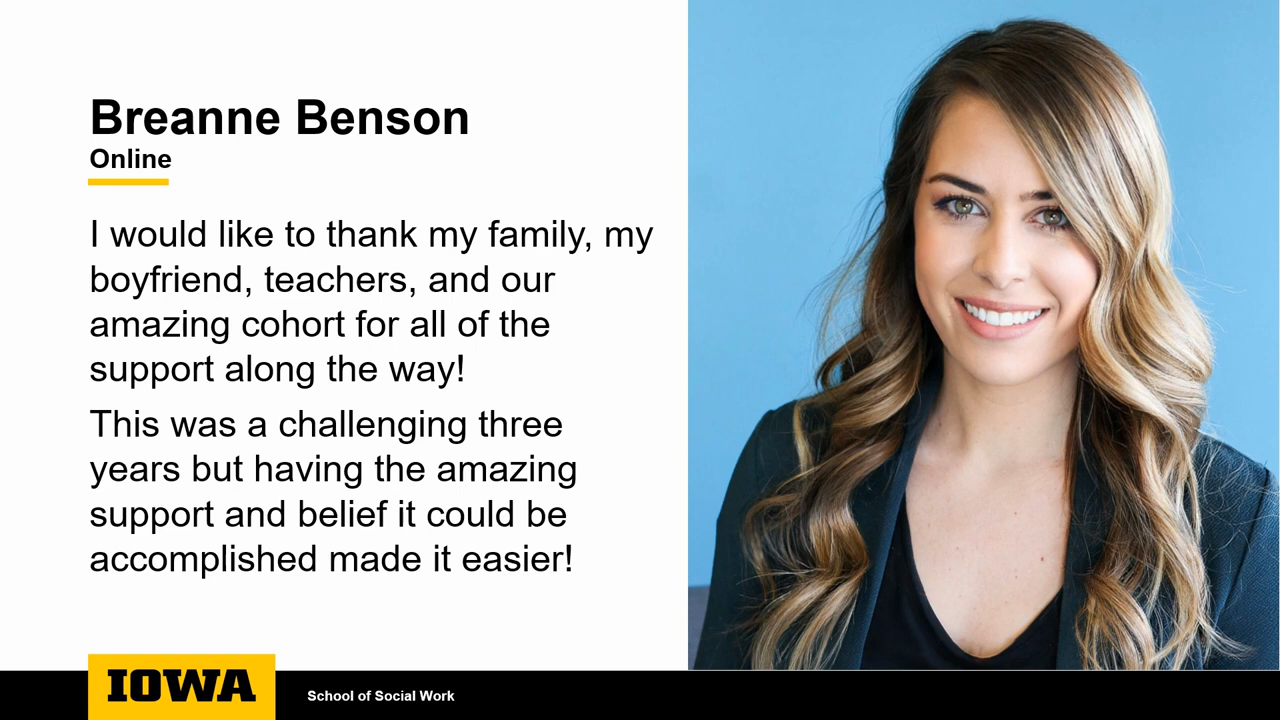 Breanne Benson
Online
I would like to thank my family, my
boyfriend, teachers, and our
amazing cohort for all of the
support along the way!
This was a challenging three
years but having the amazing
support and belief it could be
accomplished made it easier!
IOWA
School of Social Work